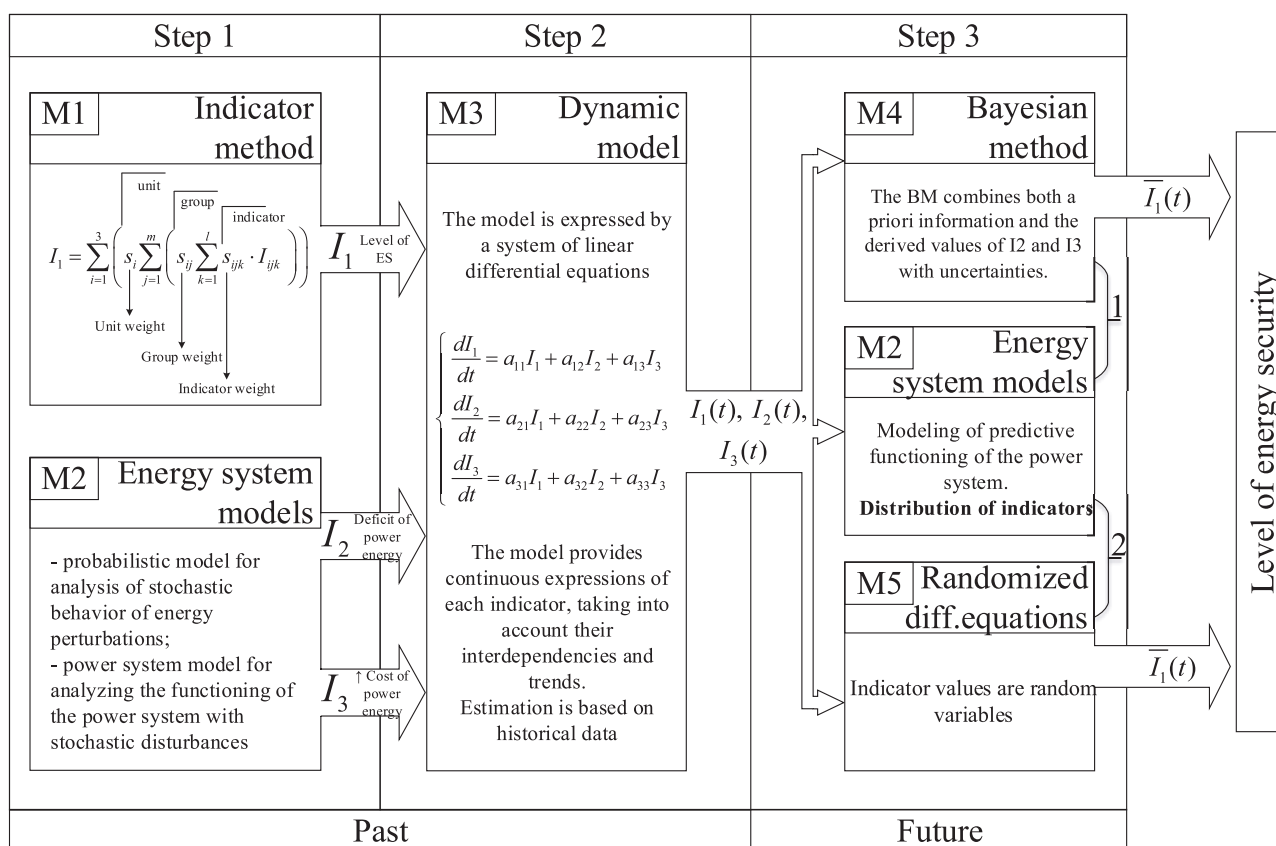 Step 1
Step 2
Step 3
M1
Indicator
method
unit
group
indicator
I₁ = ∑_{i=1}^{3} ( s_i ∑_{j=1}^{m} ( s_{ij} ∑_{k=1}^{l} s_{ijk} · I_{ijk} ) )
Unit weight
Group weight
Indicator weight
I₁ Level of
ES
M2
Energy system
models
- probabilistic model for
analysis of stochastic
behavior of energy
perturbations;
- power system model for
analyzing the functioning of
the power system with
stochastic disturbances
I₂ Deficit of
power
energy
I₃ ↑ Cost of
power
energy
M3
Dynamic
model
The model is expressed by
a system of linear
differential equations
dI₁/dt = a₁₁I₁ + a₁₂I₂ + a₁₃I₃
dI₂/dt = a₂₁I₁ + a₂₂I₂ + a₂₃I₃
dI₃/dt = a₃₁I₁ + a₃₂I₂ + a₃₃I₃
The model provides
continuous expressions of
each indicator, taking into
account their
interdependencies and
trends.
Estimation is based on
historical data
I₁(t), I₂(t),
I₃(t)
M4
Bayesian
method
The BM combines both a
priori information and the
derived values of I2 and I3
with uncertainties.
1
M2
Energy
system models
Modeling of predictive
functioning of the power
system.
Distribution of indicators
2
M5
Randomized
diff.equations
Indicator values are random
variables
I̅₁(t)
I̅₁(t)
Level of energy security
Past
Future